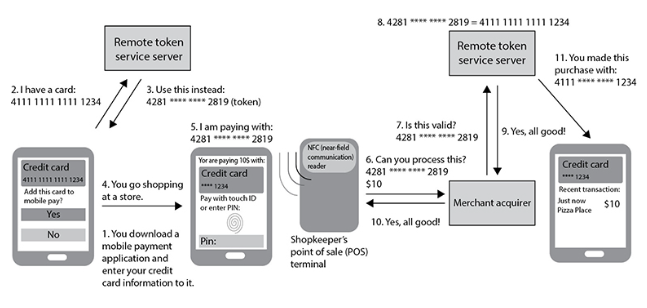 8. 4281 **** **** 2819 = 4111 1111 1111 1234
Remote token
service server
Remote token
service server
11. You made this
purchase with:
4111 **** **** 1234
2. I have a card:
4111 1111 1111 1234
3. Use this instead:
4281 **** **** 2819 (token)
5. I am paying with:
4281 **** **** 2819
7. Is this valid?
4281 **** **** 2819
9. Yes, all good!
Credit card
4111 1111 1111 1234
Add this card to
mobile pay?
Yes
No
4. You go shopping
at a store.
1. You download a
mobile payment
application and
enter your credit
card information to it.
You are paying 10$ with:
Credit card
**** 1234
Pay with touch ID
or enter PIN:
Pin:
NFC (near-field
communication)
reader
Shopkeeper's
point of sale (POS)
terminal
6. Can you process this?
4281 **** **** 2819
$10
10. Yes, all good!
Merchant acquirer
Credit card
**** 1234
Recent transaction:
Just now
Pizza Place
$10